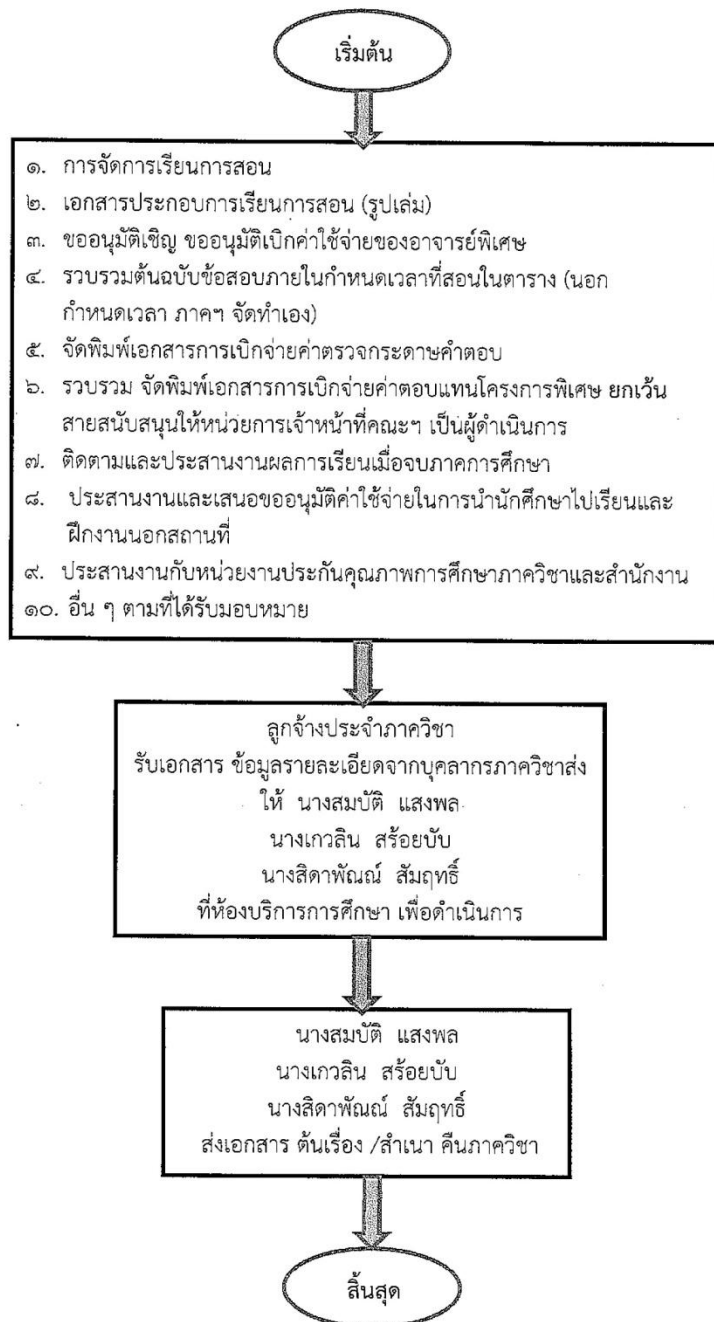 เริ่มต้น
๑. การจัดการเรียนการสอน
๒. เอกสารประกอบการเรียนการสอน (รูปเล่ม)
๓. ขออนุมัติเชิญ ขออนุมัติเบิกค่าใช้จ่ายของอาจารย์พิเศษ
๔. รวบรวมต้นฉบับข้อสอบภายในกำหนดเวลาที่สอนในตาราง (นอก
กำหนดเวลา ภาคฯ จัดทำเอง)
๕. จัดพิมพ์เอกสารการเบิกจ่ายค่าตรวจกระดาษคำตอบ
๖. รวบรวม จัดพิมพ์เอกสารการเบิกจ่ายค่าตอบแทนโครงการพิเศษ ยกเว้น
สายสนับสนุนให้หน่วยการเจ้าหน้าที่คณะฯ เป็นผู้ดำเนินการ
๗. ติดตามและประสานงานผลการเรียนเมื่อจบภาคการศึกษา
๘. ประสานงานและเสนอขออนุมัติค่าใช้จ่ายในการนำนักศึกษาไปเรียนและ
ฝึกงานนอกสถานที่
๙. ประสานงานกับหน่วยงานประกันคุณภาพการศึกษาภาควิชาและสำนักงาน
๑๐. อื่น ๆ ตามที่ได้รับมอบหมาย
ลูกจ้างประจำภาควิชา
รับเอกสาร ข้อมูลรายละเอียดจากบุคลากรภาควิชาส่ง
ให้ นางสมบัติ แสงพล
นางเกวลิน สร้อยบับ
นางสิดาพัณณ์ สัมฤทธิ์
ที่ห้องบริการการศึกษา เพื่อดำเนินการ
นางสมบัติ แสงพล
นางเกวลิน สร้อยบับ
นางสิดาพัณณ์ สัมฤทธิ์
ส่งเอกสาร ต้นเรื่อง /สำเนา คืนภาควิชา
สิ้นสุด